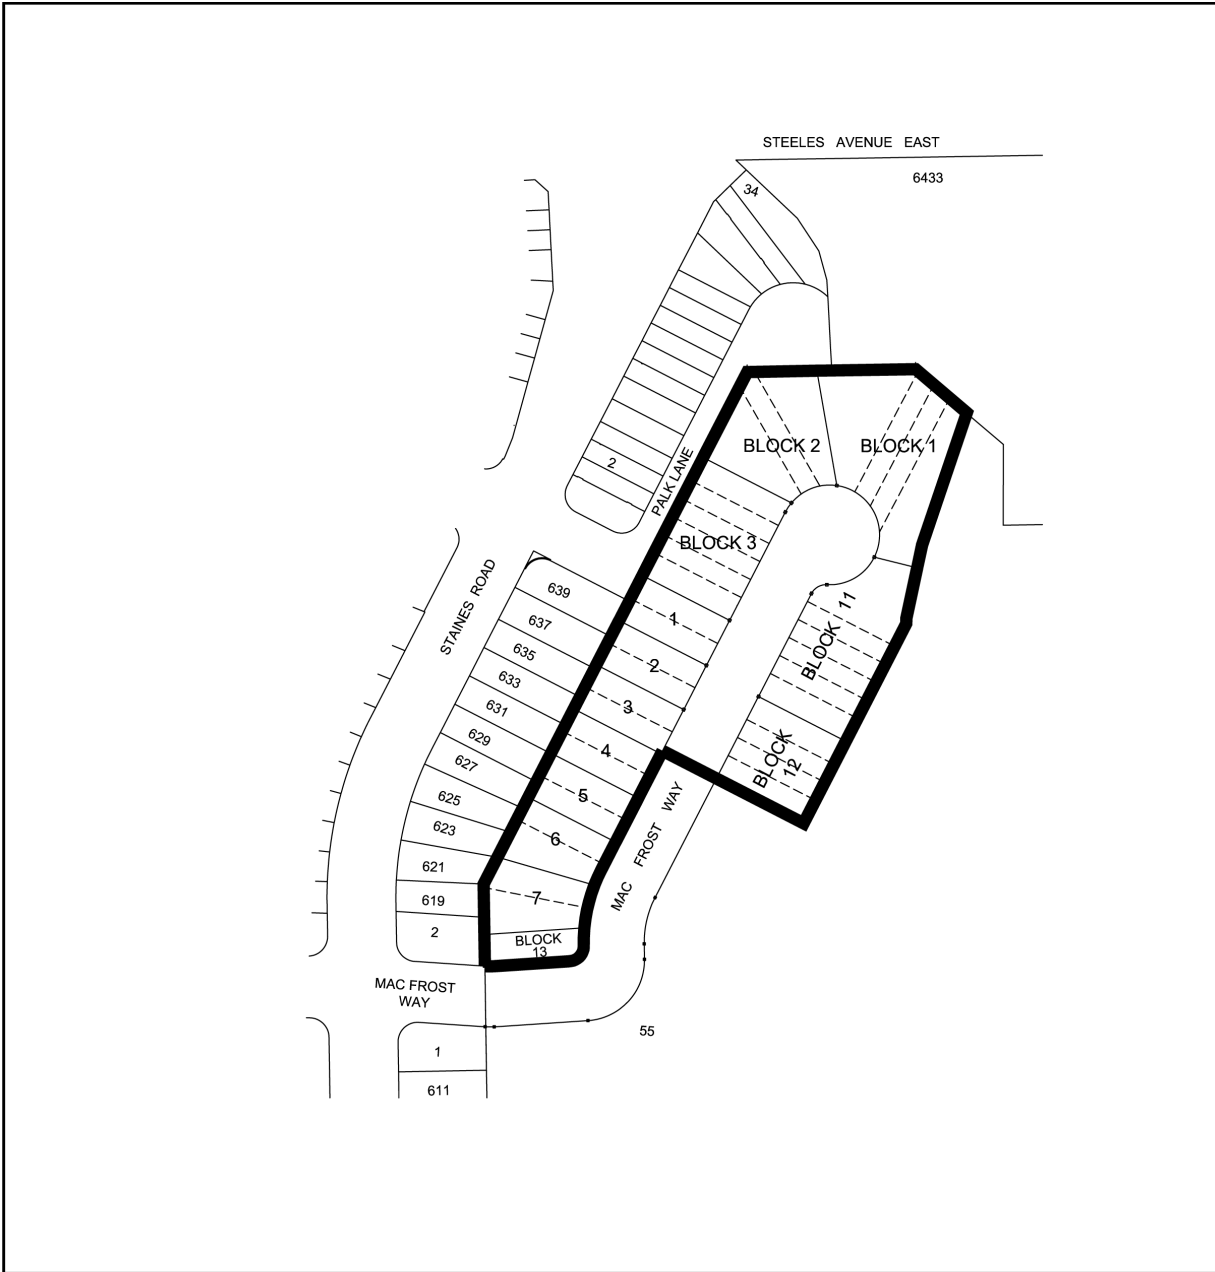 STEELES AVENUE EAST
6433
34
2
PALK LANE
BLOCK 2
BLOCK 1
BLOCK 3
STAINES ROAD
639
637
635
633
631
629
627
625
623
621
619
2
1
2
3
4
5
6
7
BLOCK 11
BLOCK
12
MAC FROST WAY
BLOCK
13
MAC FROST
WAY
55
1
611